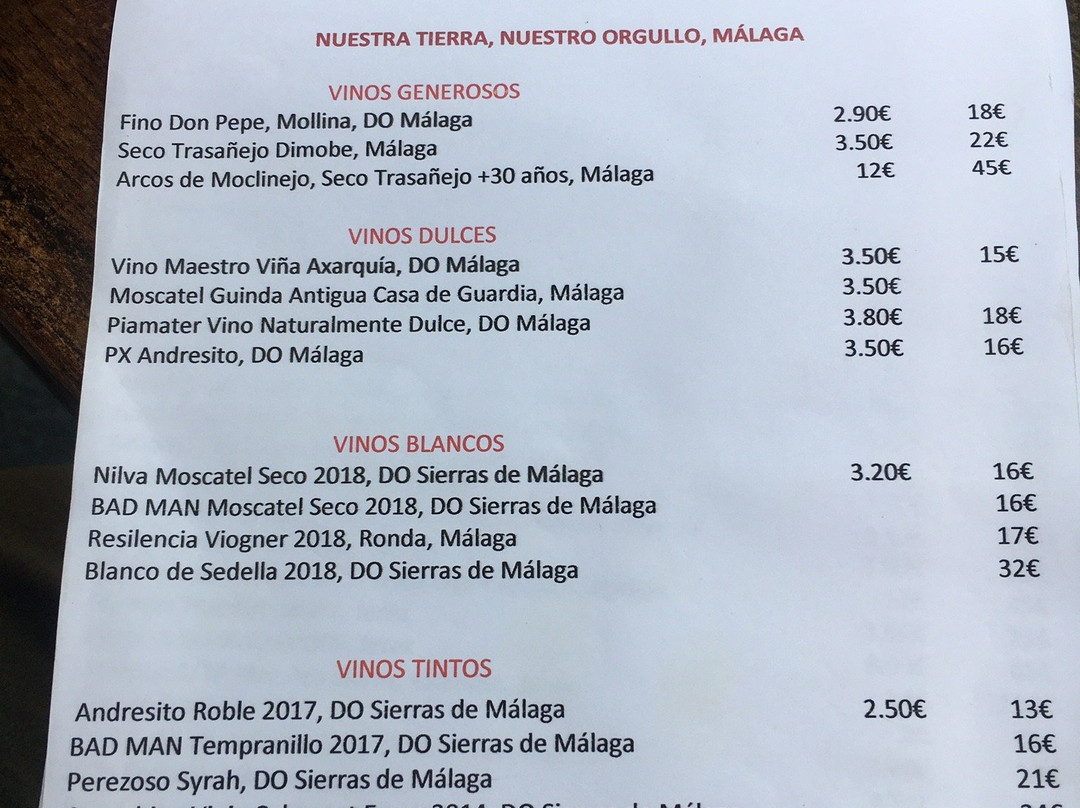 NUESTRA TIERRA, NUESTRO ORGULLO, MÁLAGA
VINOS GENEROSOS
Fino Don Pepe, Mollina, DO Málaga 2.90€ 18€
Seco Trasañejo Dimobe, Málaga 3.50€ 22€
Arcos de Moclinejo, Seco Trasañejo +30 años, Málaga 12€ 45€
VINOS DULCES
Vino Maestro Viña Axarquía, DO Málaga 3.50€ 15€
Moscatel Guinda Antigua Casa de Guardia, Málaga 3.50€
Piamater Vino Naturalmente Dulce, DO Málaga 3.80€ 18€
PX Andresito, DO Málaga 3.50€ 16€
VINOS BLANCOS
Nilva Moscatel Seco 2018, DO Sierras de Málaga 3.20€ 16€
BAD MAN Moscatel Seco 2018, DO Sierras de Málaga 16€
Resilencia Viogner 2018, Ronda, Málaga 17€
Blanco de Sedella 2018, DO Sierras de Málaga 32€
VINOS TINTOS
Andresito Roble 2017, DO Sierras de Málaga 2.50€ 13€
BAD MAN Tempranillo 2017, DO Sierras de Málaga 16€
Perezoso Syrah, DO Sierras de Málaga 21€